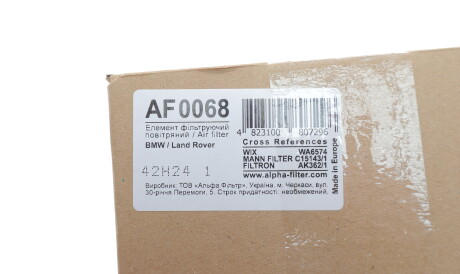 AF0068
Елемент фільтруючий
повітряний / Air filter
BMW / Land Rover
42H24 1
4 823100 807296
Cross References
WIX WA6574
MANN FILTER C15143/1
FILTRON AK362/1
www.alpha-filter.com
Made in Europe
Виробник: ТОВ «Альфа Фільтр», Україна, м. Черкаси, вул.
30-річчя Перемоги, 5. Строк придатності: необмежений.